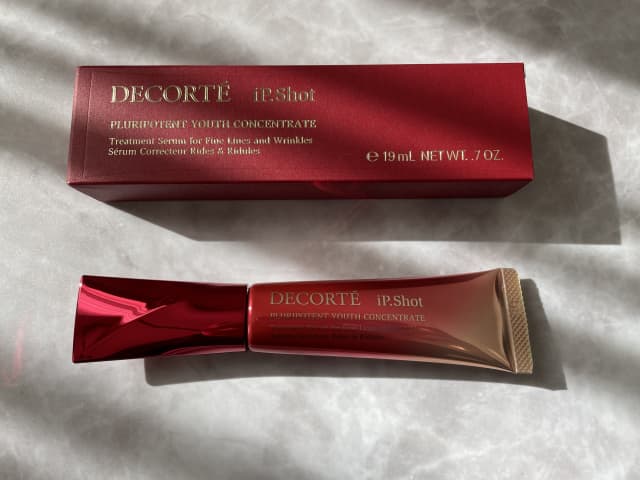 DECORTÉ iP.Shot
PLURIPOTENT YOUTH CONCENTRATE
Treatment Serum for Fine Lines and Wrinkles
Sérum Correcteur Rides & Ridules
℮ 19 mL NET WT. .7 OZ.
DECORTÉ iP.Shot
PLURIPOTENT YOUTH CONCENTRATE